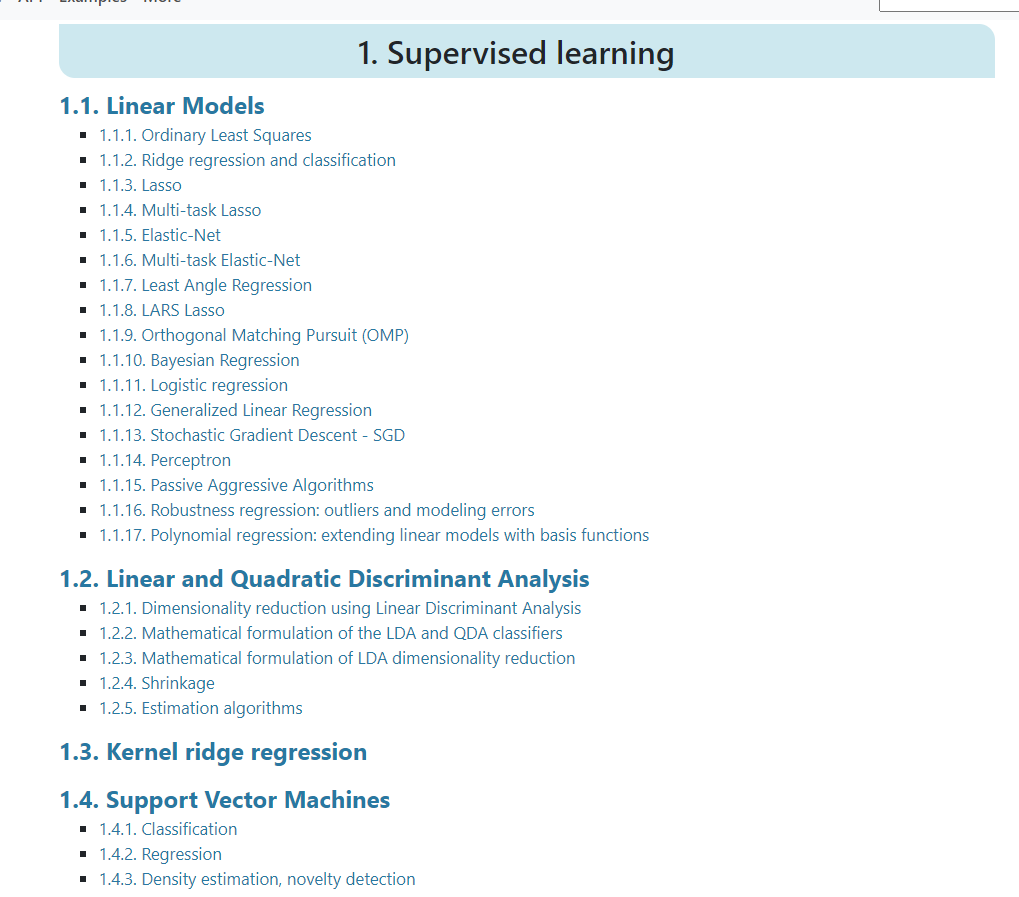 Examples More
1. Supervised learning
1.1. Linear Models
1.1.1. Ordinary Least Squares
1.1.2. Ridge regression and classification
1.1.3. Lasso
1.1.4. Multi-task Lasso
1.1.5. Elastic-Net
1.1.6. Multi-task Elastic-Net
1.1.7. Least Angle Regression
1.1.8. LARS Lasso
1.1.9. Orthogonal Matching Pursuit (OMP)
1.1.10. Bayesian Regression
1.1.11. Logistic regression
1.1.12. Generalized Linear Regression
1.1.13. Stochastic Gradient Descent - SGD
1.1.14. Perceptron
1.1.15. Passive Aggressive Algorithms
1.1.16. Robustness regression: outliers and modeling errors
1.1.17. Polynomial regression: extending linear models with basis functions
1.2. Linear and Quadratic Discriminant Analysis
1.2.1. Dimensionality reduction using Linear Discriminant Analysis
1.2.2. Mathematical formulation of the LDA and QDA classifiers
1.2.3. Mathematical formulation of LDA dimensionality reduction
1.2.4. Shrinkage
1.2.5. Estimation algorithms
1.3. Kernel ridge regression
1.4. Support Vector Machines
1.4.1. Classification
1.4.2. Regression
1.4.3. Density estimation, novelty detection